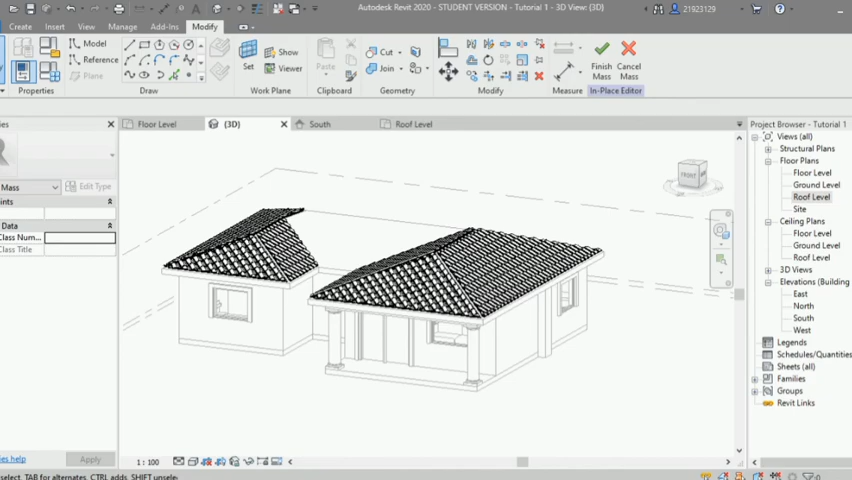 Autodesk Revit 2020 - STUDENT VERSION - Tutorial 1 - 3D View: {3D}
21923129
Create Insert View Manage Add-Ins Modify
Model
Reference
Plane
Set
Show
Viewer
Paste
Cut
Join
Finish
Mass
Cancel
Mass
Properties Draw Work Plane Clipboard Geometry Modify Measure In-Place Editor
Floor Level
{3D}
South
Roof Level
Project Browser - Tutorial 1
Mass
Edit Type
Data
Class Title
Apply
FRONT
Views (all)
Structural Plans
Floor Plans
Floor Level
Ground Level
Roof Level
Site
Ceiling Plans
Floor Level
Ground Level
Roof Level
3D Views
Elevations (Building
East
North
South
West
Legends
Schedules/Quantities
Sheets (all)
Families
Groups
Revit Links
1 : 100
select, TAB for alternates, CTRL adds, SHIFT unselec